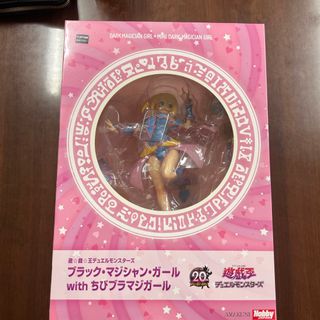 DARK MAGICIAN GIRL + MINI DARK MAGICIAN GIRL
遊☆戯☆王デュエルモンスターズ
ブラック・マジシャン・ガール
with ちびブラマジガール
20th
遊戯王
デュエルモンスターズ
AMAKUNI
Hobby